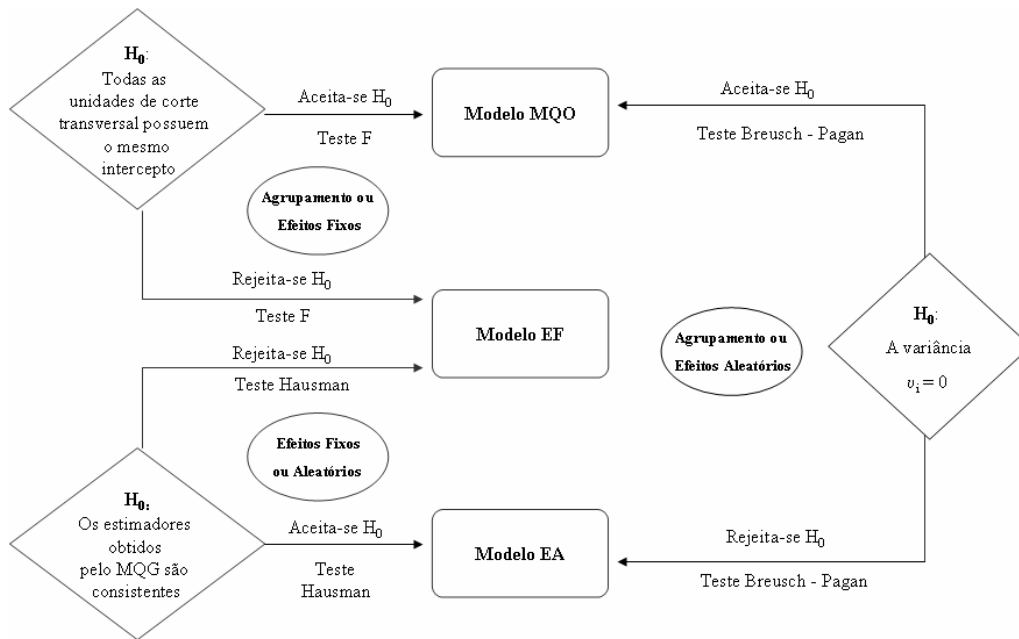 H0:
Todas as
unidades de corte
transversal possuem
o mesmo
intercepto
Aceita-se H0
Teste F
Modelo MQO
Aceita-se H0
Teste Breusch - Pagan
Agrupamento ou
Efeitos Fixos
Rejeita-se H0
Teste F
Modelo EF
Rejeita-se H0
Teste Hausman
Agrupamento ou
Efeitos Aleatórios
H0:
A variância
υi = 0
Efeitos Fixos
ou Aleatórios
H0:
Os estimadores
obtidos
pelo MQG são
consistentes
Aceita-se H0
Teste
Hausman
Modelo EA
Rejeita-se H0
Teste Breusch - Pagan